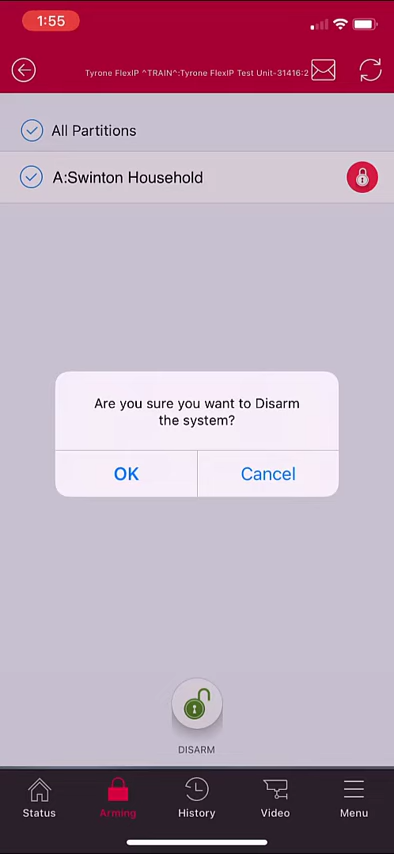 1:55
Tyrone FlexIP ^TRAIN^:Tyrone FlexIP Test Unit-31416:2
All Partitions
A:Swinton Household
Are you sure you want to Disarm
the system?
OK Cancel
DISARM
Status Arming History Video Menu